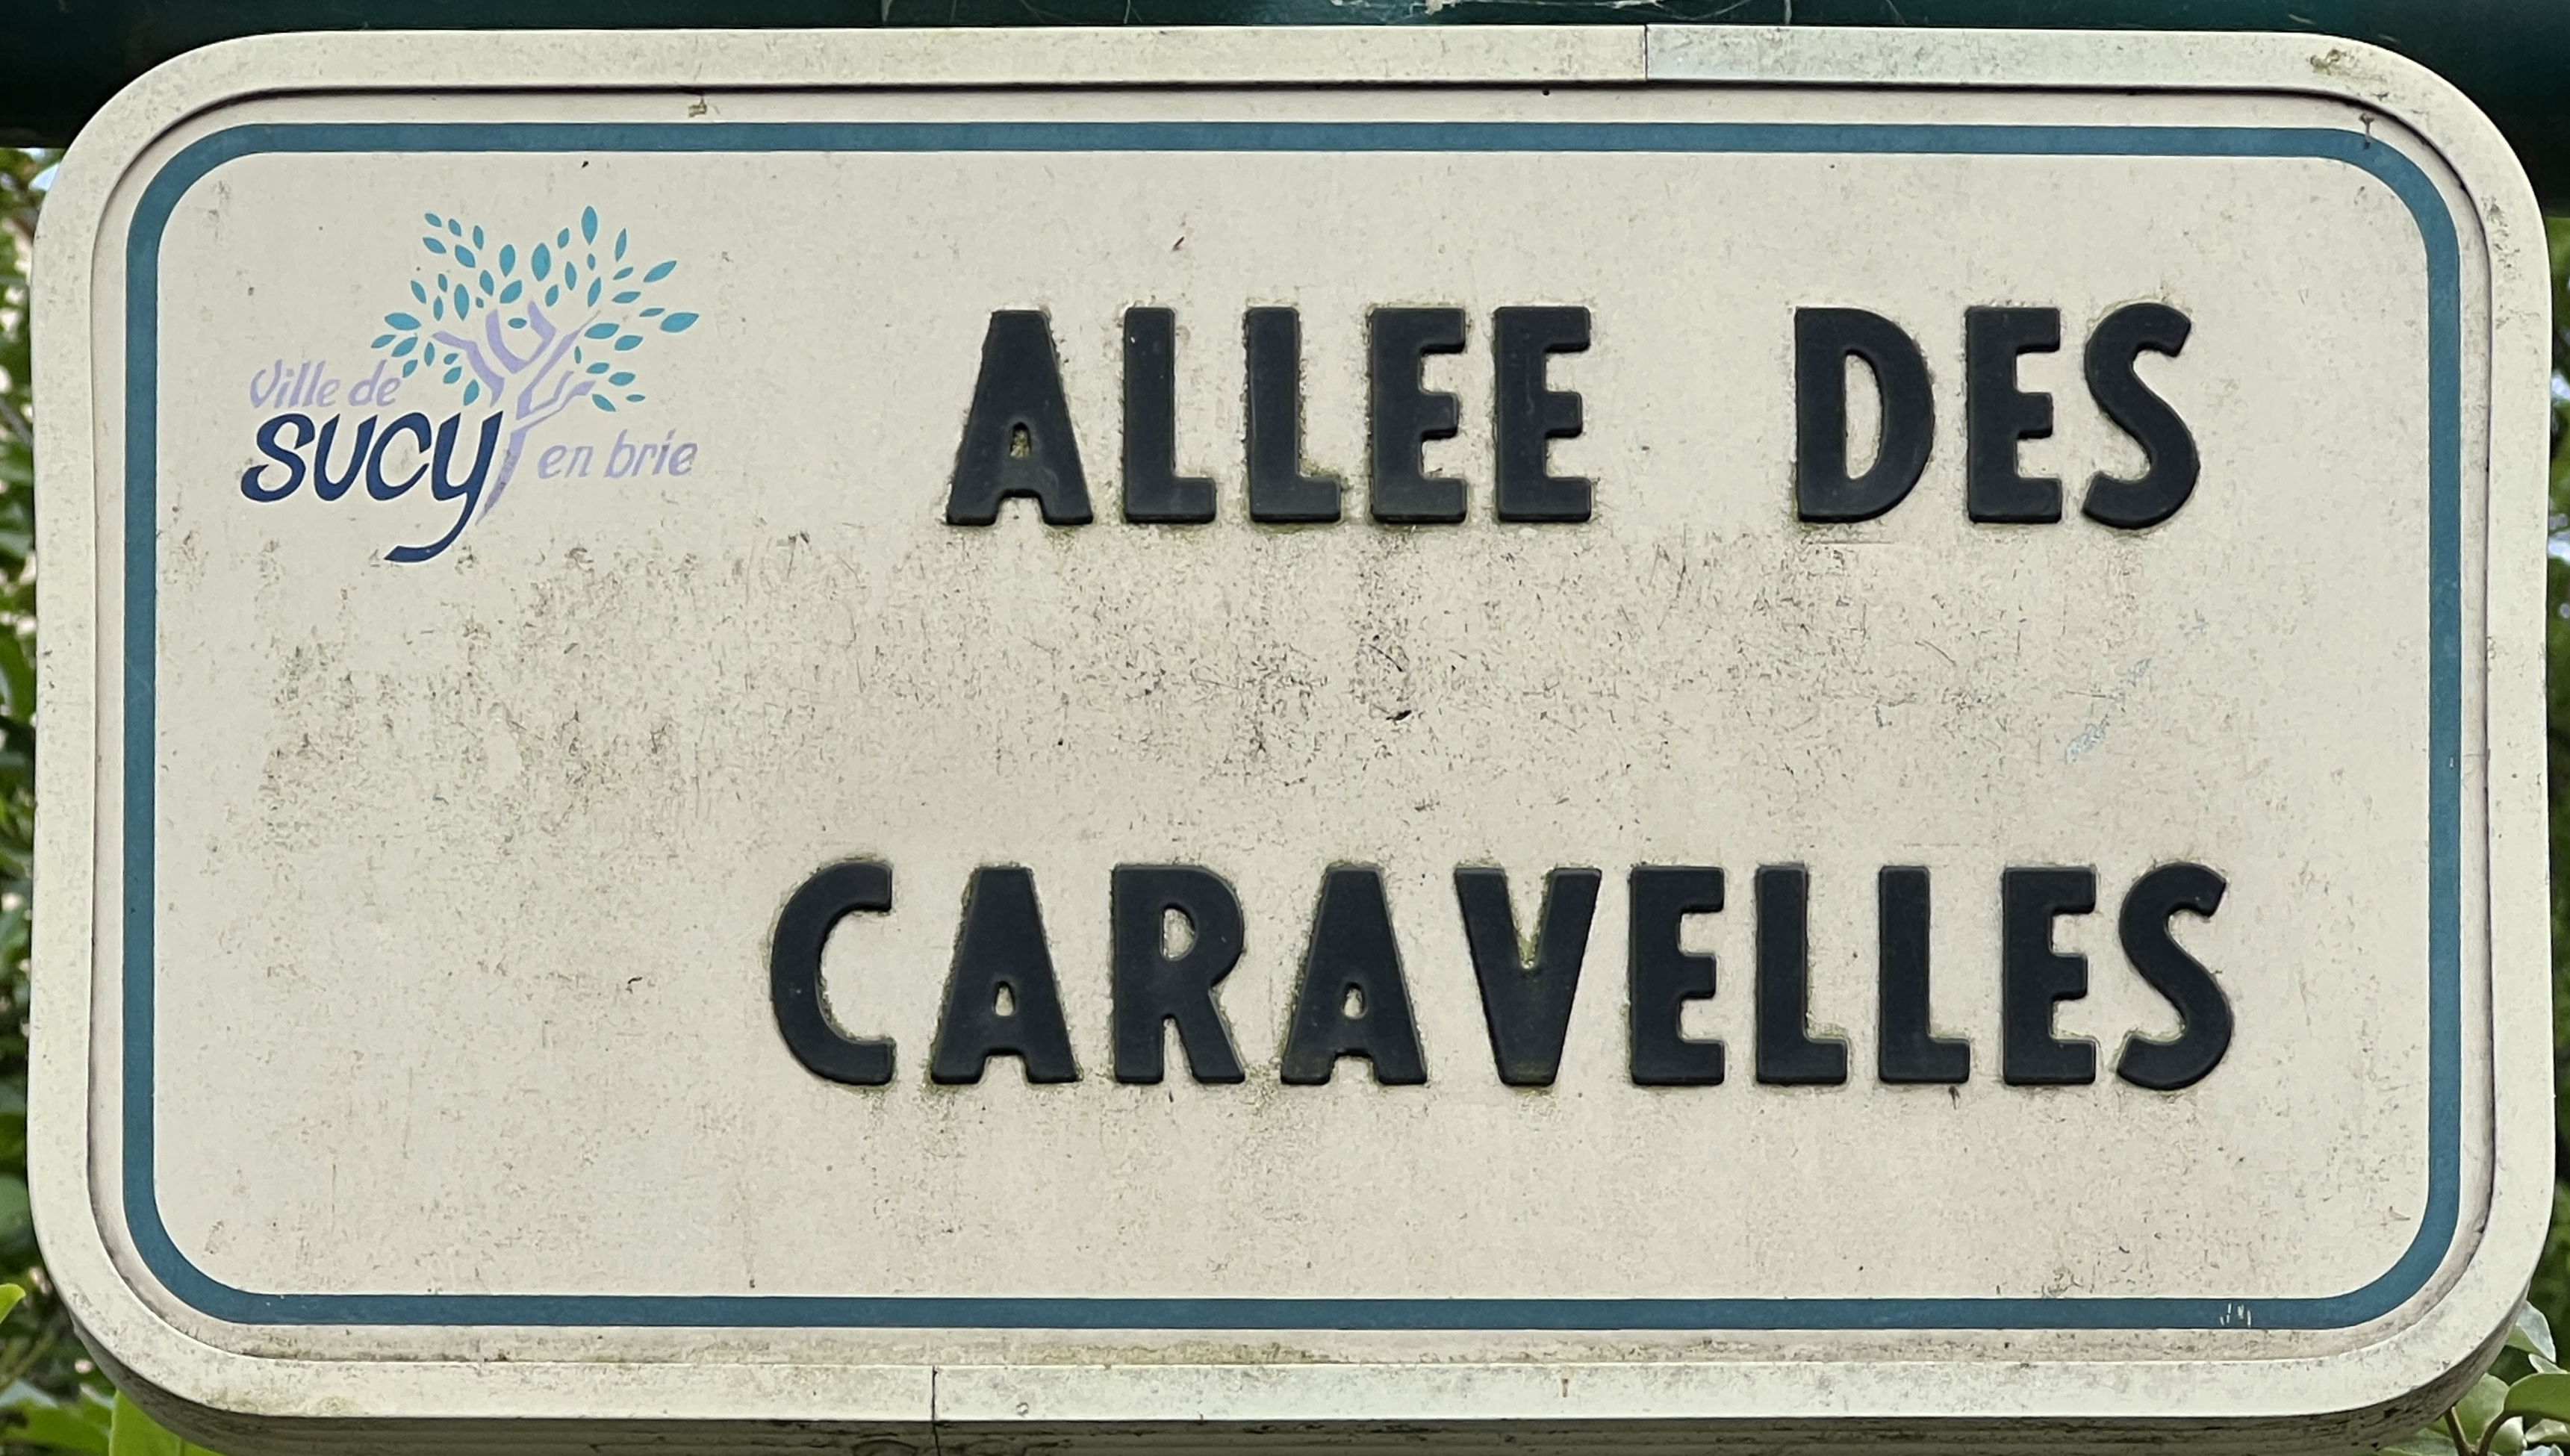 Ville de
SUCY en brie
ALLEE DES
CARAVELLES